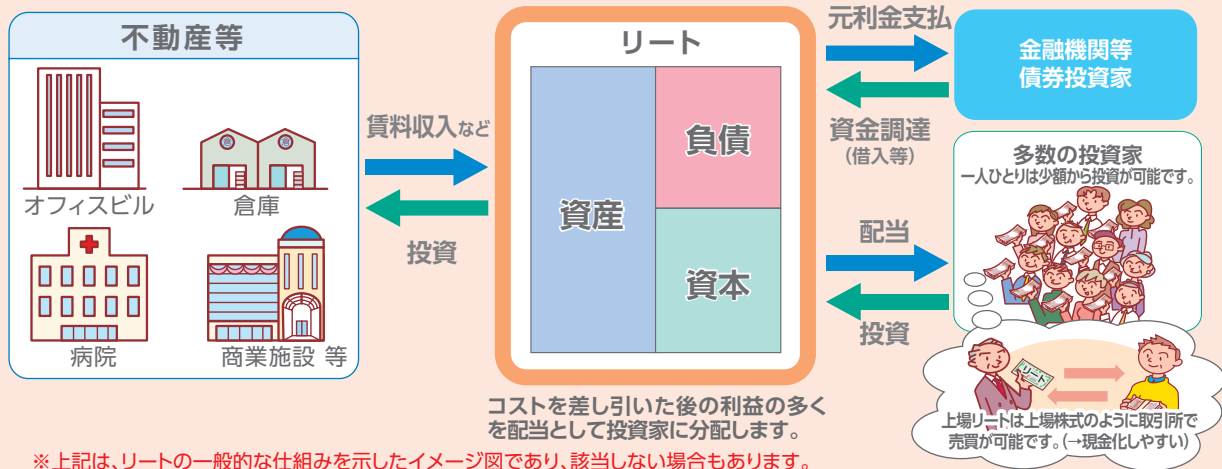 不動産等
オフィスビル
倉庫
病院
商業施設 等
賃料収入など
投資
リート
資産
負債
資本
コストを差し引いた後の利益の多く
を配当として投資家に分配します。
元利金支払
資金調達
(借入等)
金融機関等
債券投資家
配当
投資
多数の投資家
一人ひとりは少額から投資が可能です。
リート
上場リートは上場株式のように取引所で
売買が可能です。(→現金化しやすい)
※上記は、リートの一般的な仕組みを示したイメージ図であり、該当しない場合もあります。